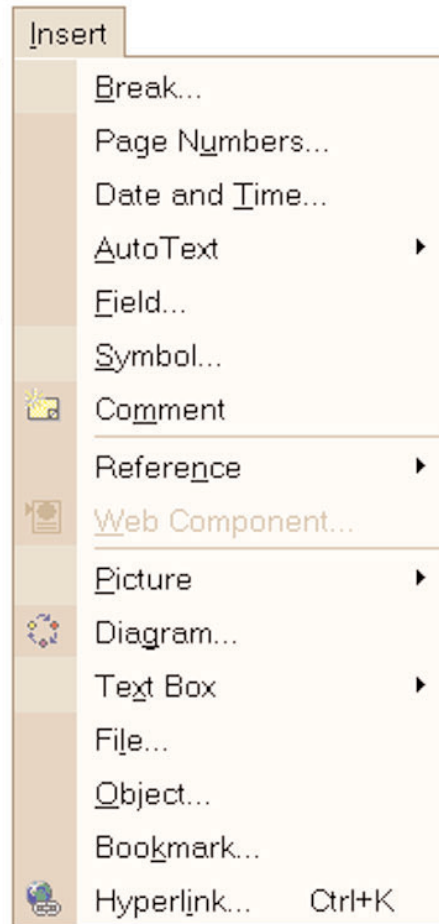 Insert
Break...
Page Numbers...
Date and Time...
AutoText
Field...
Symbol...
Comment
Reference
Web Component...
Picture
Diagram...
Text Box
File...
Object...
Bookmark...
Hyperlink... Ctrl+K